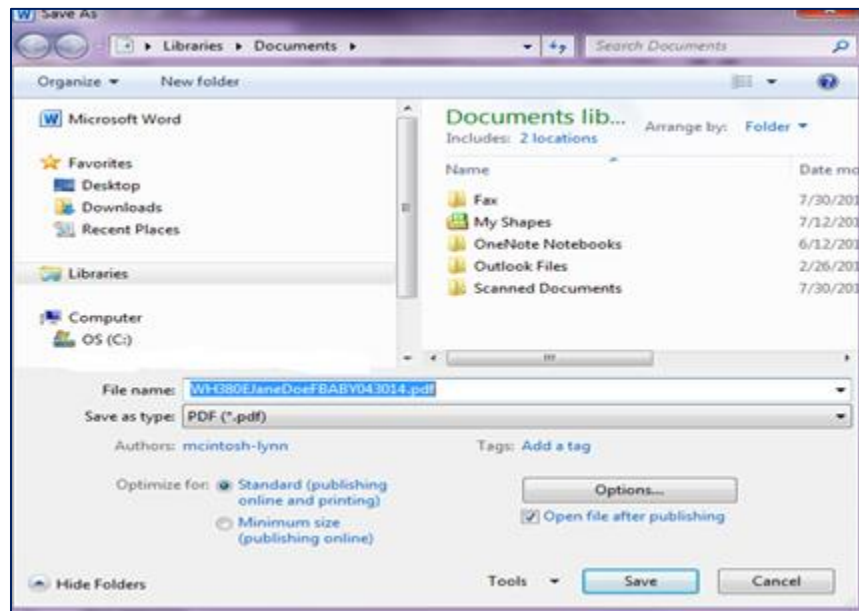 Save As
Libraries ▸ Documents ▸
Search Documents
Organize ▾ New folder
Microsoft Word
Favorites
Desktop
Downloads
Recent Places
Libraries
Computer
OS (C:)
Documents lib...
Includes: 2 locations
Arrange by: Folder ▾
Name Date mo
Fax 7/30/201
My Shapes 7/12/201
OneNote Notebooks 6/12/201
Outlook Files 2/26/201
Scanned Documents 7/30/201
File name: WH380EJaneDoeFBABY043014.pdf
Save as type: PDF (*.pdf)
Authors: mcintosh-lynn
Tags: Add a tag
Optimize for: Standard (publishing
online and printing)
Minimum size
(publishing online)
Options...
Open file after publishing
Hide Folders
Tools ▾ Save Cancel